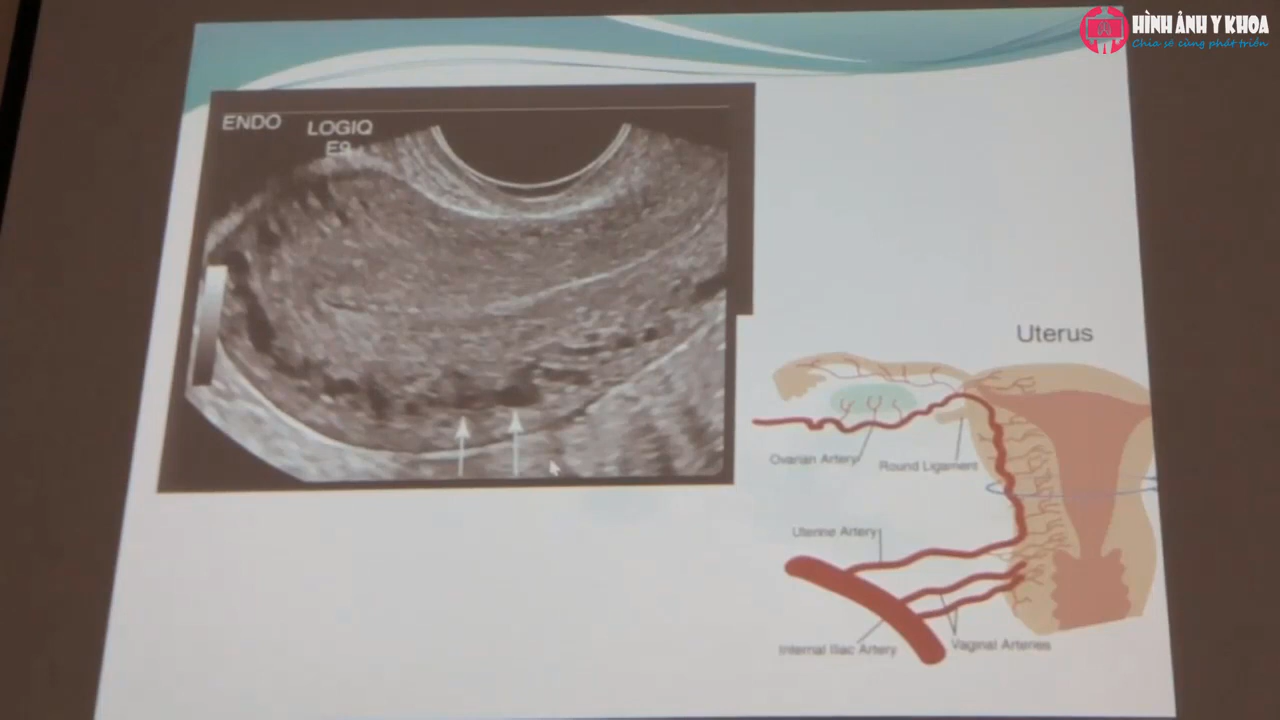 HÌNH ẢNH Y KHOA
Chia sẻ cùng phát triển
ENDO
LOGIQ
E9
Uterus
Ovarian Artery
Round Ligament
Uterine Artery
Internal Iliac Artery
Vaginal Arteries